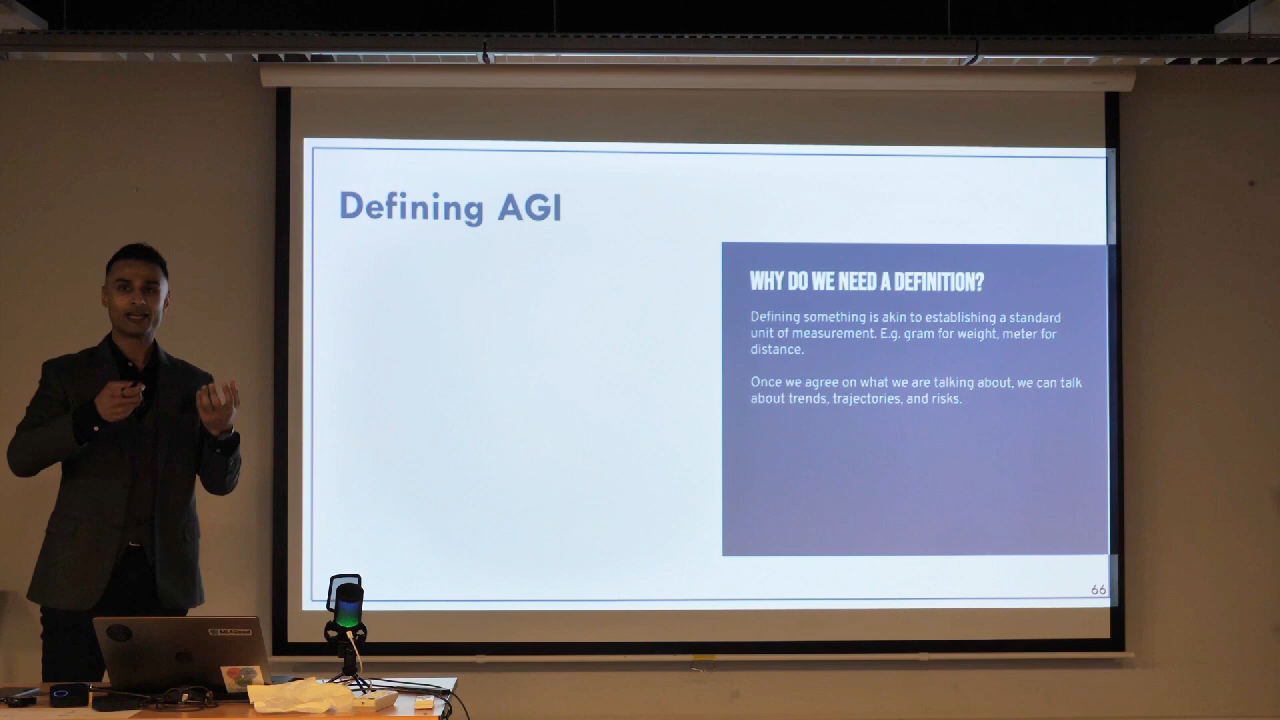 Defining AGI
WHY DO WE NEED A DEFINITION?
Defining something is akin to establishing a standard
unit of measurement. E.g. gram for weight, meter for
distance.
Once we agree on what we are talking about, we can talk
about trends, trajectories, and risks.
66